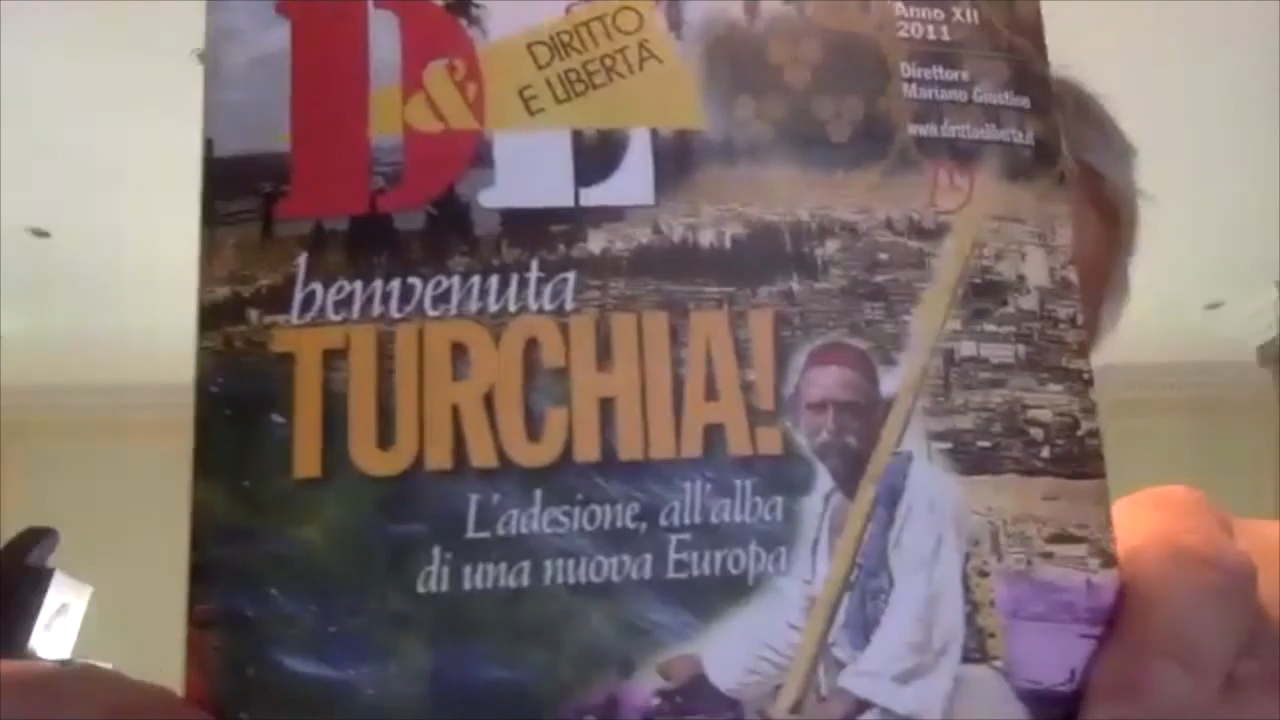 D&L
DIRITTO
E LIBERTÀ
Anno XII
2011
Direttore
Mariano Giustino
www.dirittoeliberta.it
benvenuta
TURCHIA!
L'adesione, all'alba
di una nuova Europa